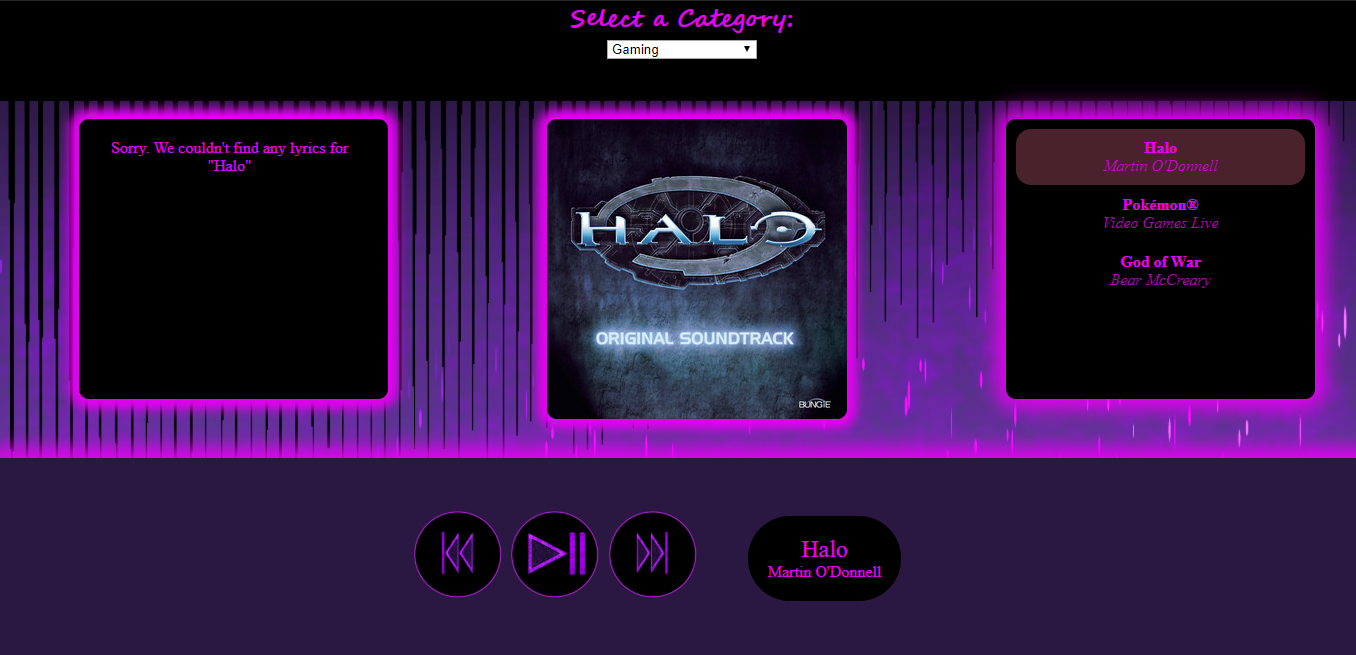 Select a Category:
Gaming
Sorry. We couldn't find any lyrics for
"Halo"
HALO
ORIGINAL SOUNDTRACK
BUNGIE
Halo
Martin O'Donnell
Pokémon®
Video Games Live
God of War
Bear McCreary
Halo
Martin O'Donnell